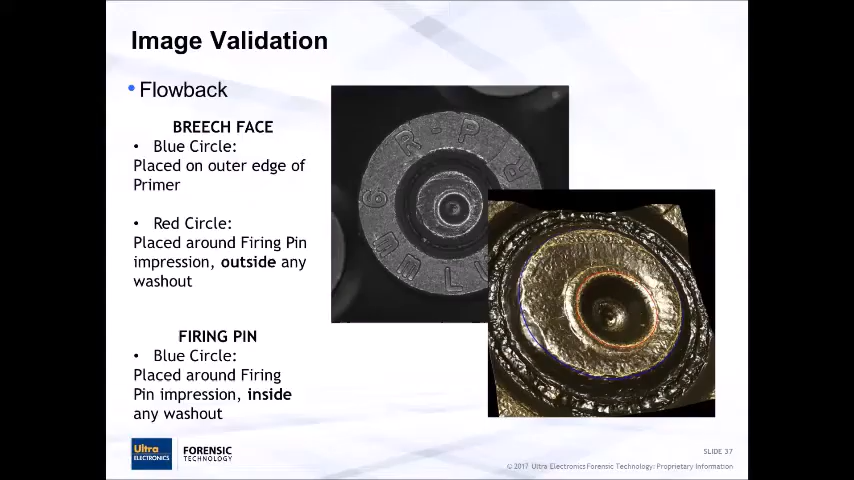 Image Validation
• Flowback
BREECH FACE
• Blue Circle:
Placed on outer edge of
Primer
• Red Circle:
Placed around Firing Pin
impression, outside any
washout
FIRING PIN
• Blue Circle:
Placed around Firing
Pin impression, inside
any washout
R-P
6
mm
L
Ultra
ELECTRONICS
FORENSIC
TECHNOLOGY
SLIDE 37
© 2017 Ultra Electronics Forensic Technology: Proprietary Information